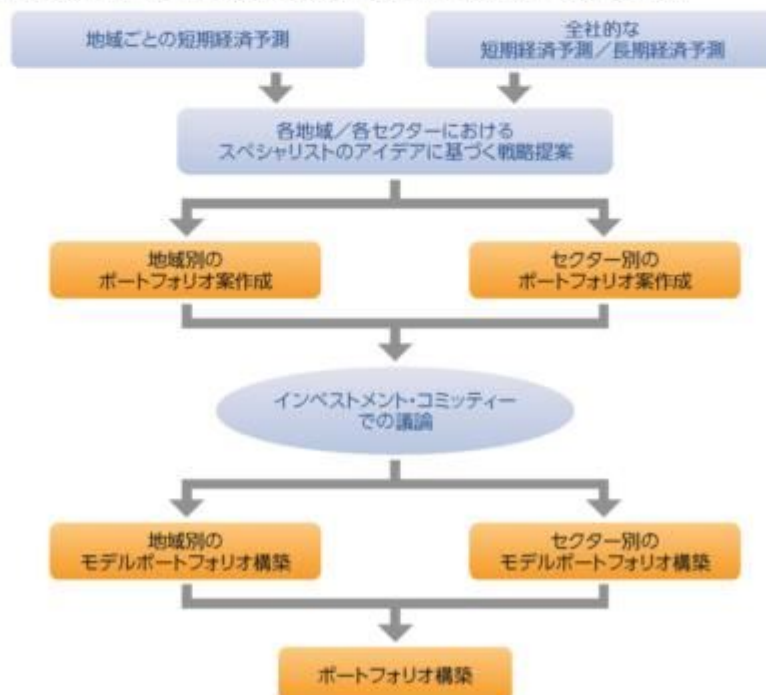 地域ごとの短期経済予測
全社的な
短期経済予測／長期経済予測
各地域／各セクターにおける
スペシャリストのアイデアに基づく戦略提案
地域別の
ポートフォリオ案作成
セクター別の
ポートフォリオ案作成
インベストメント・コミッティー
での議論
地域別の
モデルポートフォリオ構築
セクター別の
モデルポートフォリオ構築
ポートフォリオ構築